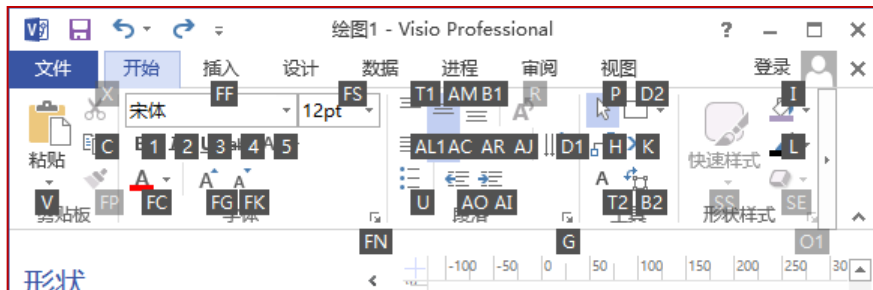 绘图1 - Visio Professional ?
文件 开始 插入 设计 数据 进程 审阅 视图 登录
X FF FS T1 AM B1 R P D2 I
宋体 12pt A
C 1 2 3 4 5 AL1 AC AR AJ D1 H K L
粘贴 快速样式
A A A A
V FP FC FG FK U AO AI T2 B2 SS SE
剪贴板 字体 段落 工具 形状样式
FN G O1
形状 -100 -50 0 50 100 150 200 250 30